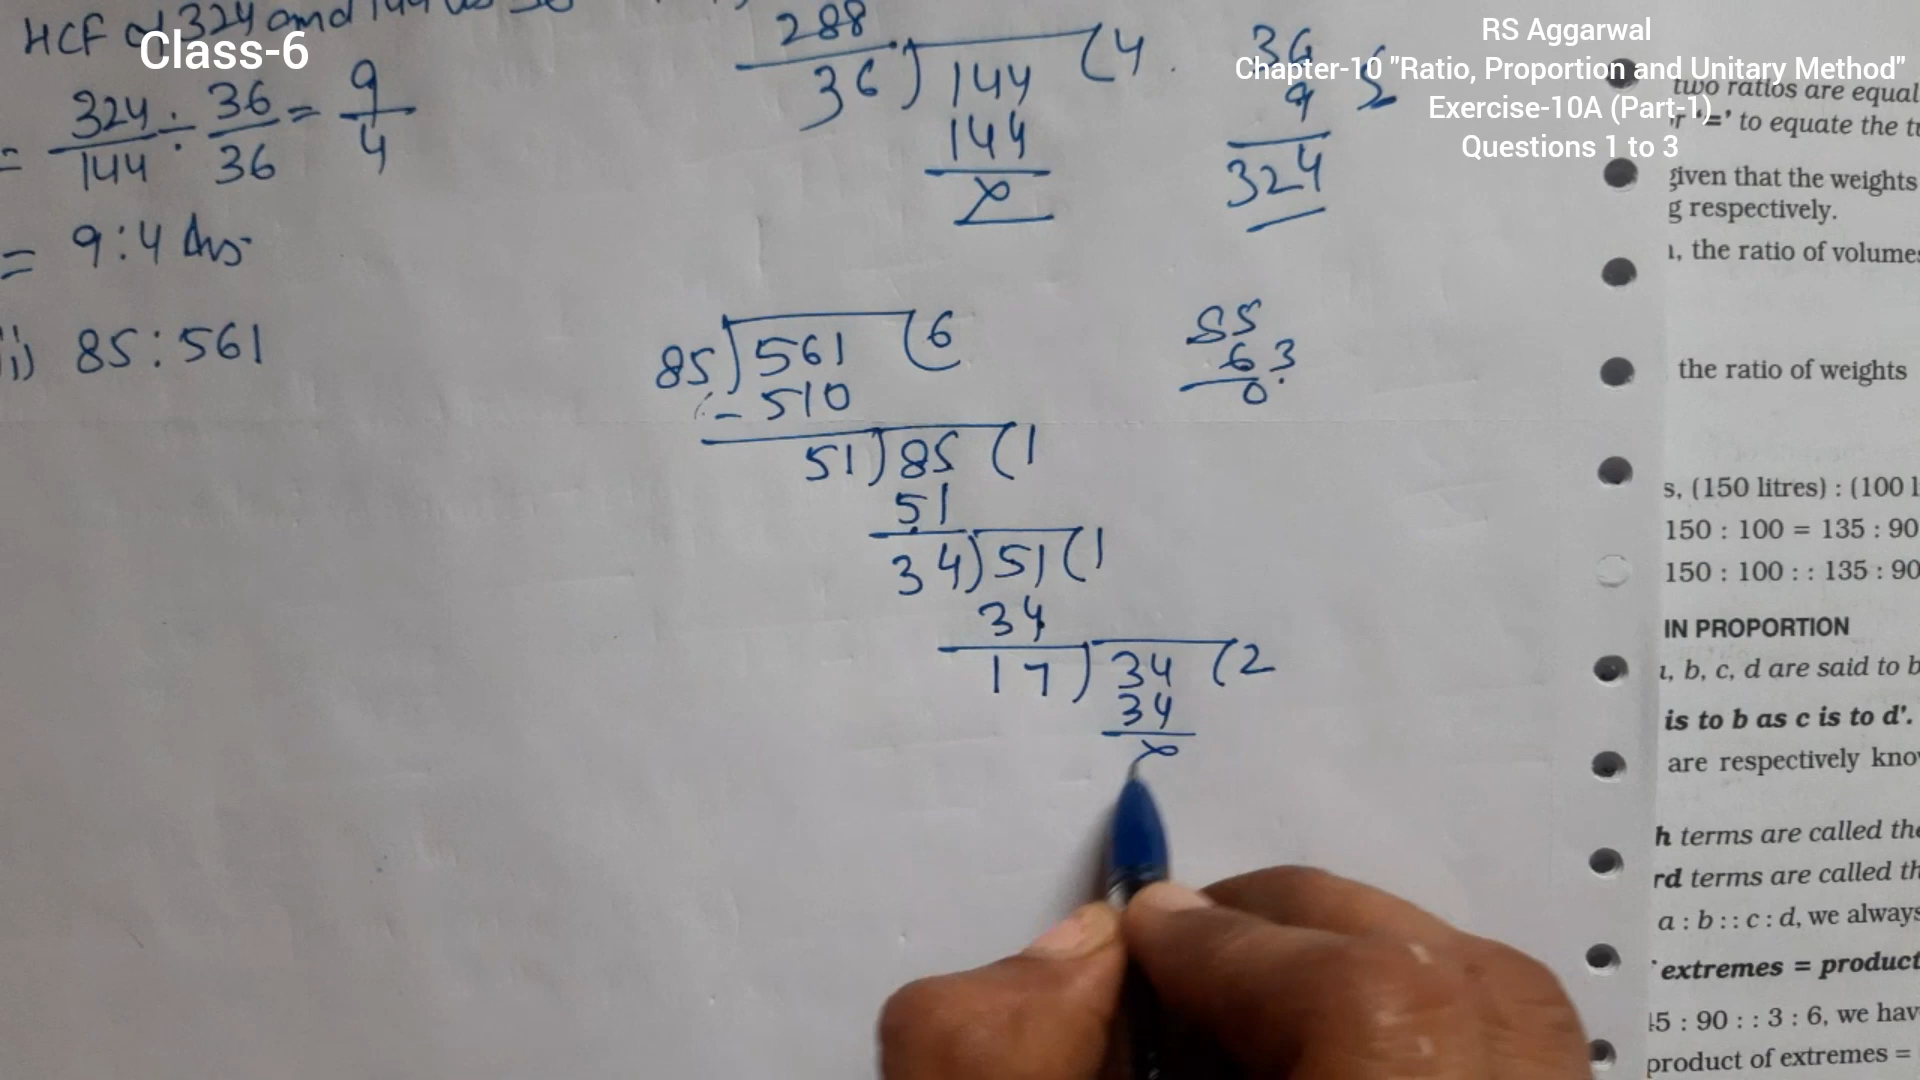 HCF of 324 and 144
Class-6
= 324/144 ÷ 36/36 = 9/4
= 9:4 Ans
ii) 85:561
288
36) 144 (4
144
x
36
9
324
85) 561 (6
- 510
51) 85 (1
51
34) 51 (1
34
17) 34 (2
34
x
85
6 3
0
RS Aggarwal
Chapter-10 "Ratio, Proportion and Unitary Method"
Exercise-10A (Part-1)
Questions 1 to 3
two ratios are equal
'=' to equate the
given that the weights
g respectively.
, the ratio of volumes
the ratio of weights
s, (150 litres) : (100 l
150 : 100 = 135 : 90
150 : 100 : : 135 : 90
IN PROPORTION
, b, c, d are said to b
is to b as c is to d'.
are respectively know
h terms are called the
rd terms are called th
a : b : : c : d, we always
extremes = product
45 : 90 : : 3 : 6, we hav
product of extremes =